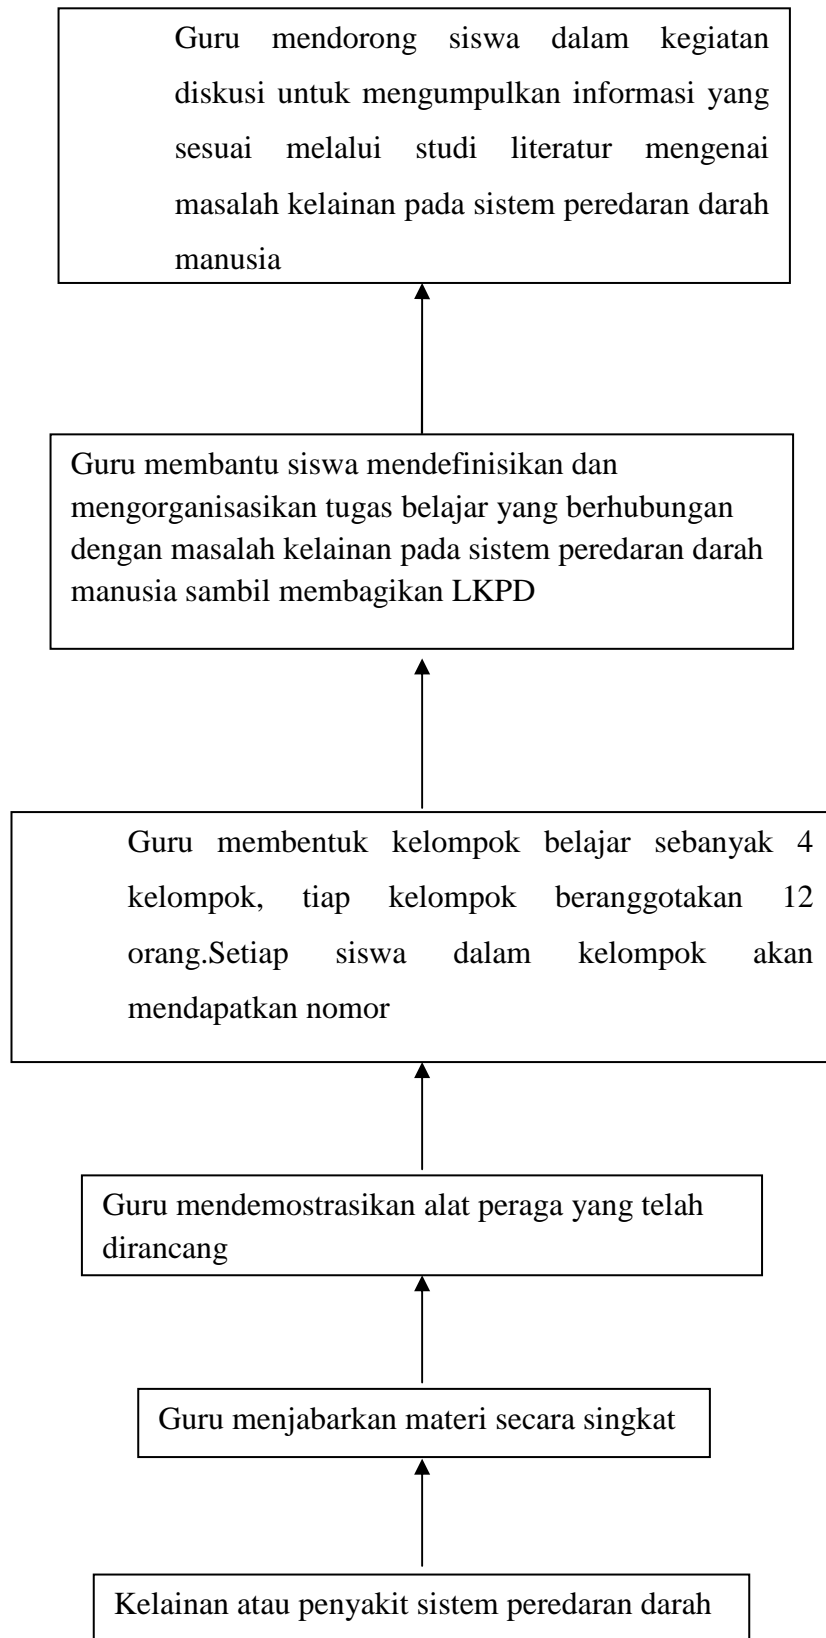 Guru mendorong siswa dalam kegiatan
diskusi untuk mengumpulkan informasi yang
sesuai melalui studi literatur mengenai
masalah kelainan pada sistem peredaran darah
manusia
Guru membantu siswa mendefinisikan dan
mengorganisasikan tugas belajar yang berhubungan
dengan masalah kelainan pada sistem peredaran darah
manusia sambil membagikan LKPD
Guru membentuk kelompok belajar sebanyak 4
kelompok, tiap kelompok beranggotakan 12
orang.Setiap siswa dalam kelompok akan
mendapatkan nomor
Guru mendemostrasikan alat peraga yang telah
dirancang
Guru menjabarkan materi secara singkat
Kelainan atau penyakit sistem peredaran darah